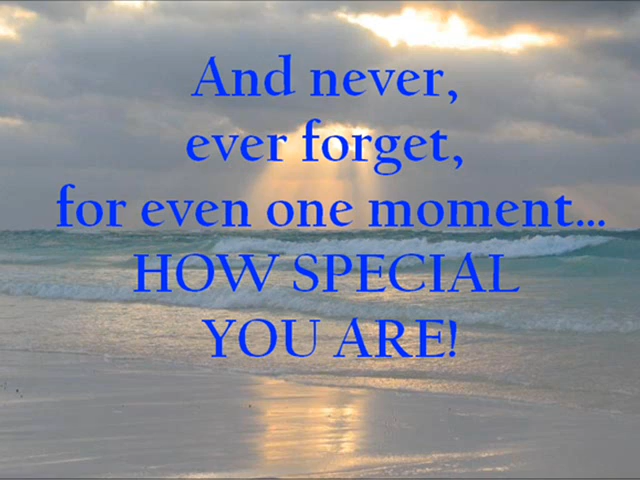 And never,
ever forget,
for even one moment...
HOW SPECIAL
YOU ARE!